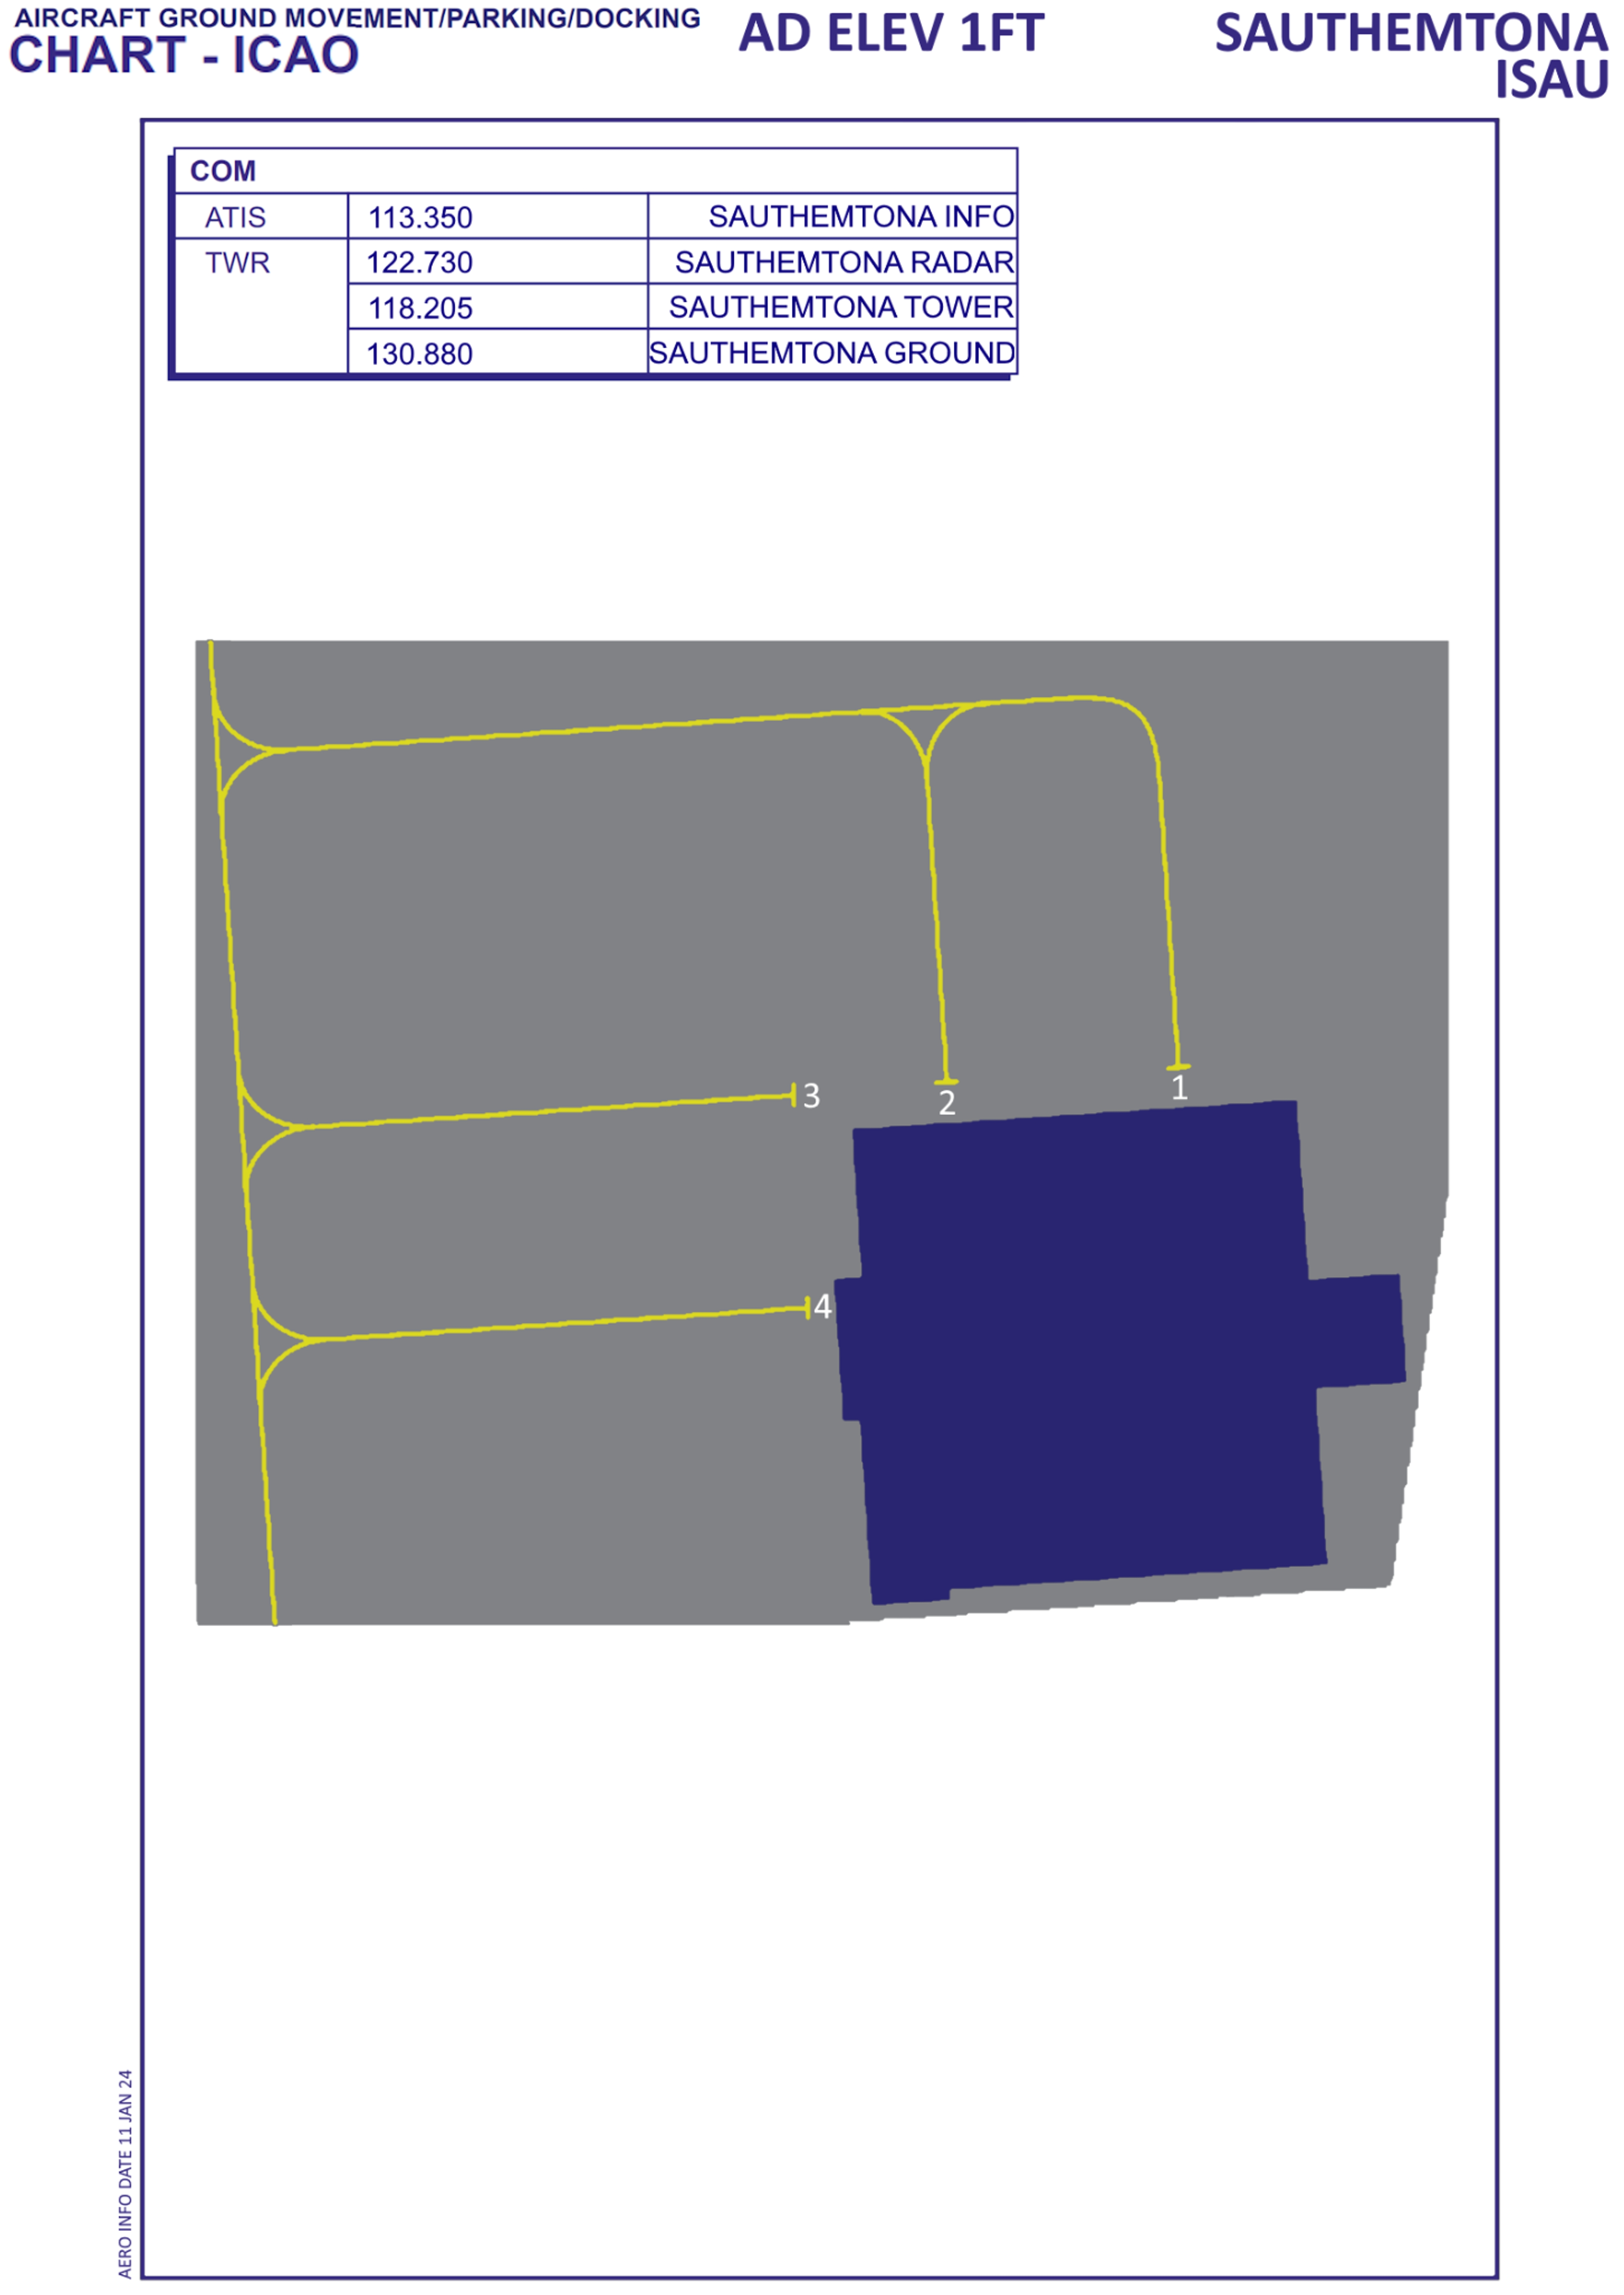 AIRCRAFT GROUND MOVEMENT/PARKING/DOCKING
CHART - ICAO
AD ELEV 1FT
SAUTHEMTONA
ISAU
COM
ATIS 113.350 SAUTHEMTONA INFO
TWR 122.730 SAUTHEMTONA RADAR
118.205 SAUTHEMTONA TOWER
130.880 SAUTHEMTONA GROUND
1
2
3
4
AERO INFO DATE 11 JAN 24